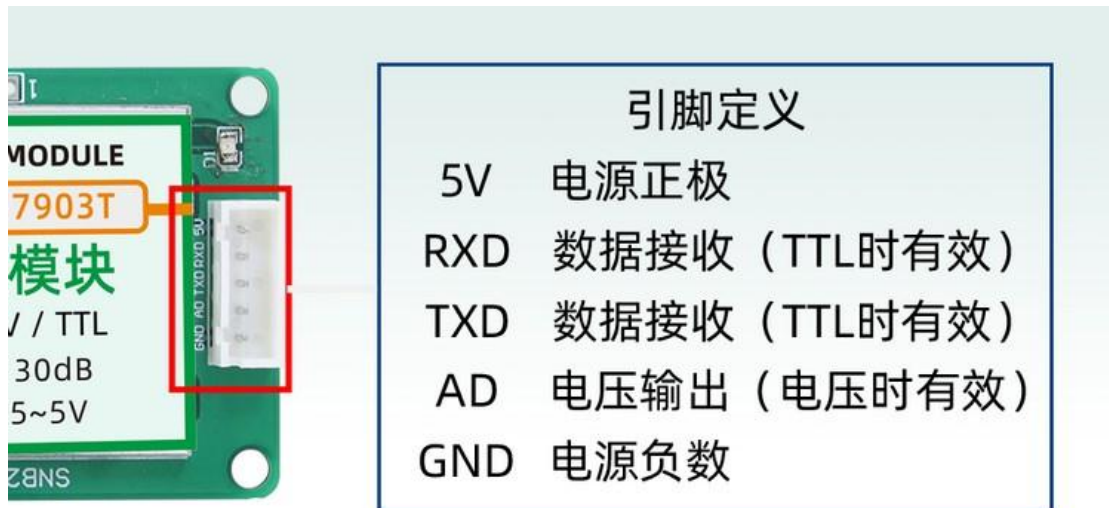 1
MODULE
7903T
模块
V / TTL
30dB
5~5V
D1
5V
RXD
TXD
AD
GND
SNB2
引脚定义
5V 电源正极
RXD 数据接收（TTL时有效）
TXD 数据接收（TTL时有效）
AD 电压输出（电压时有效）
GND 电源负数